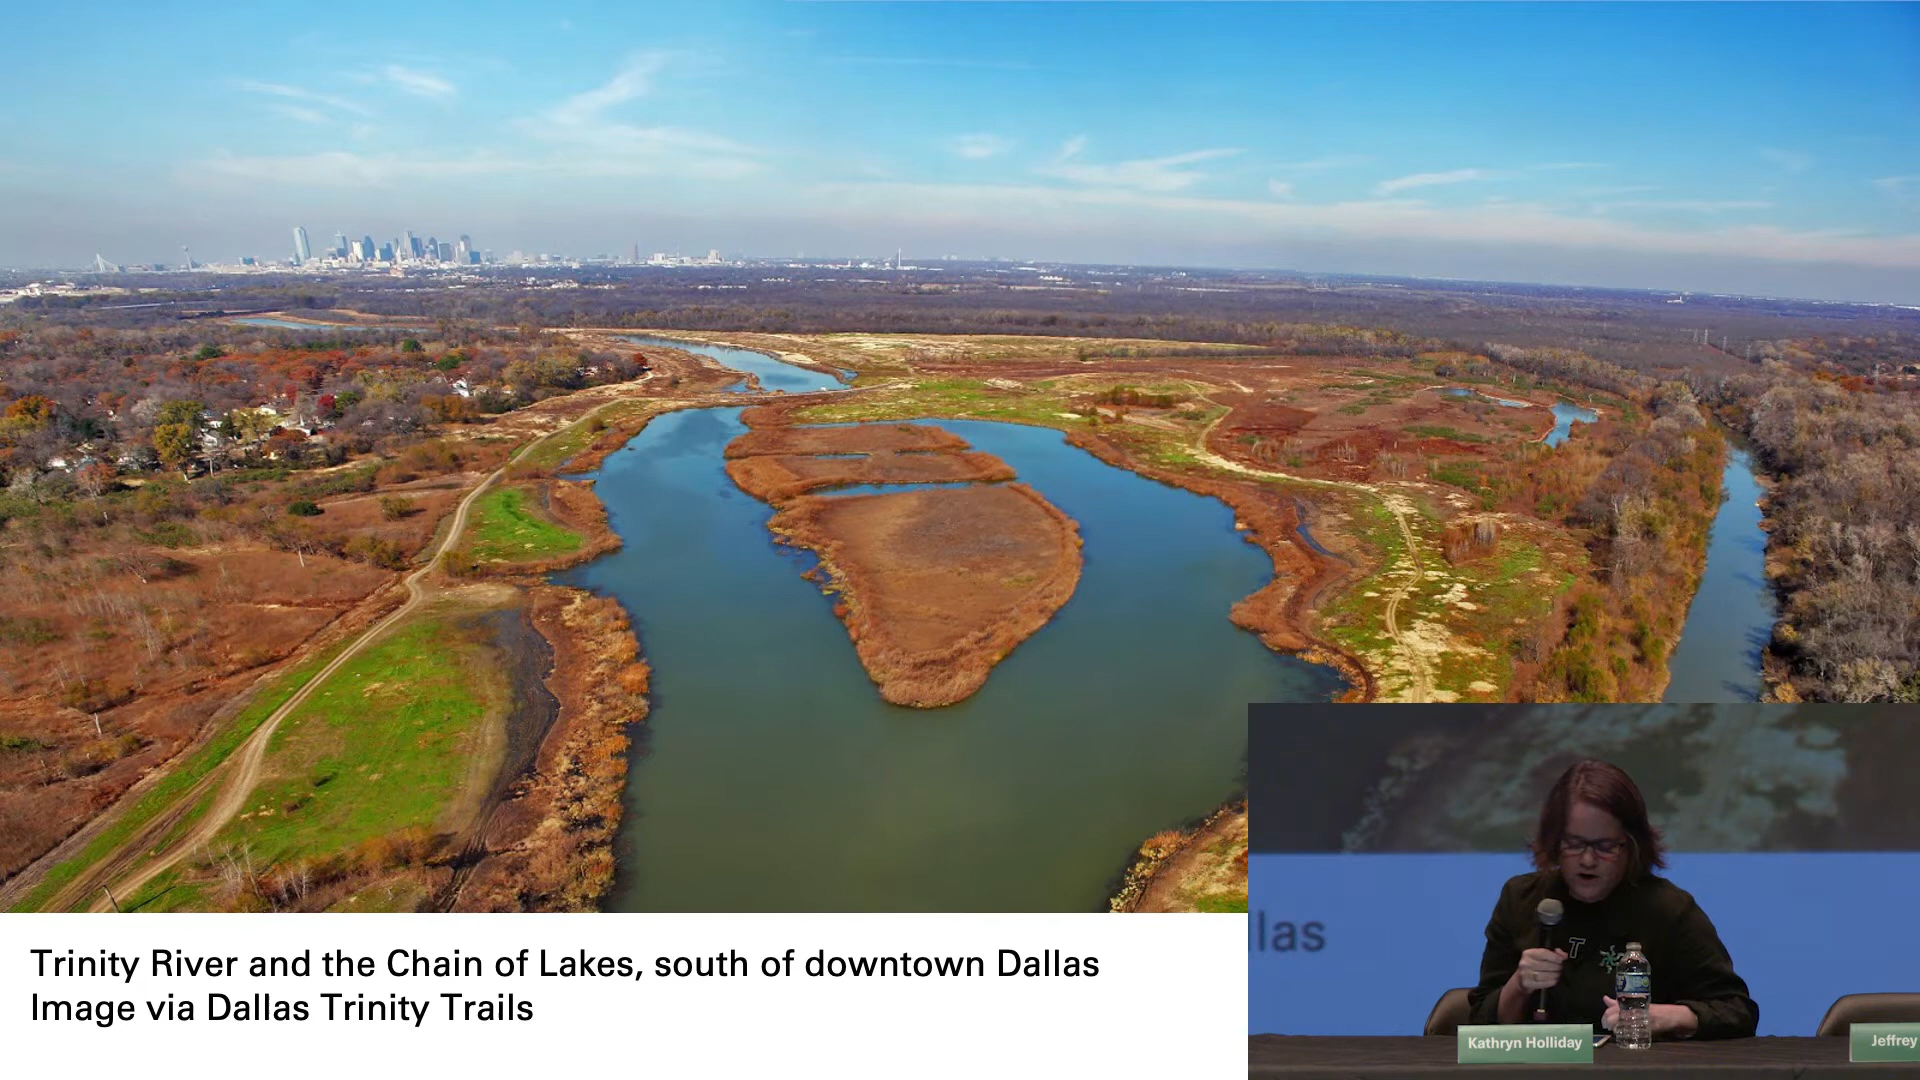 Trinity River and the Chain of Lakes, south of downtown Dallas
Image via Dallas Trinity Trails
llas
T
Kathryn Holliday
Jeffrey